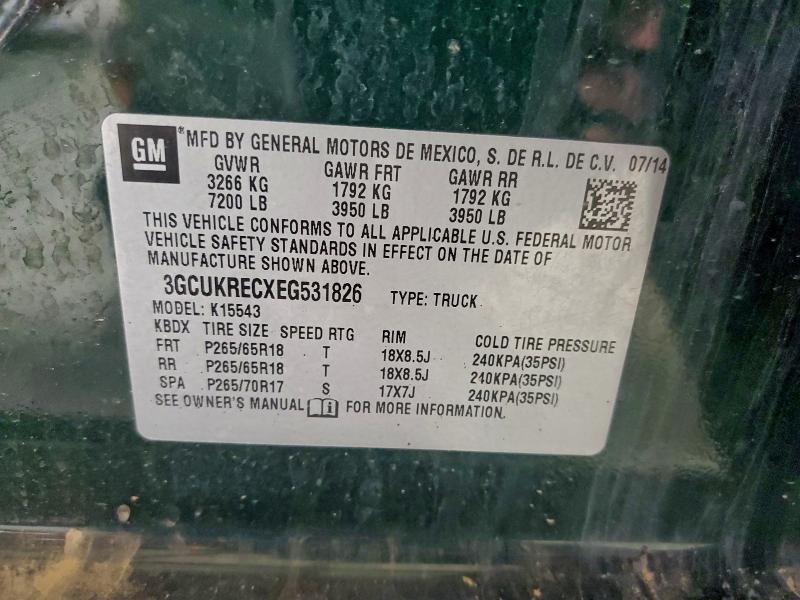 GM ® MFD BY GENERAL MOTORS DE MEXICO, S. DE R.L. DE C.V. 07/14
GVWR GAWR FRT GAWR RR
3266 KG 1792 KG 1792 KG
7200 LB 3950 LB 3950 LB
THIS VEHICLE CONFORMS TO ALL APPLICABLE U.S. FEDERAL MOTOR
VEHICLE SAFETY STANDARDS IN EFFECT ON THE DATE OF
MANUFACTURE SHOWN ABOVE.
3GCUKRECXEG531826 TYPE: TRUCK
MODEL: K15543
KBDX TIRE SIZE SPEED RTG RIM COLD TIRE PRESSURE
FRT P265/65R18 T 18X8.5J 240KPA(35PSI)
RR P265/65R18 T 18X8.5J 240KPA(35PSI)
SPA P265/70R17 S 17X7J 240KPA(35PSI)
SEE OWNER'S MANUAL FOR MORE INFORMATION.